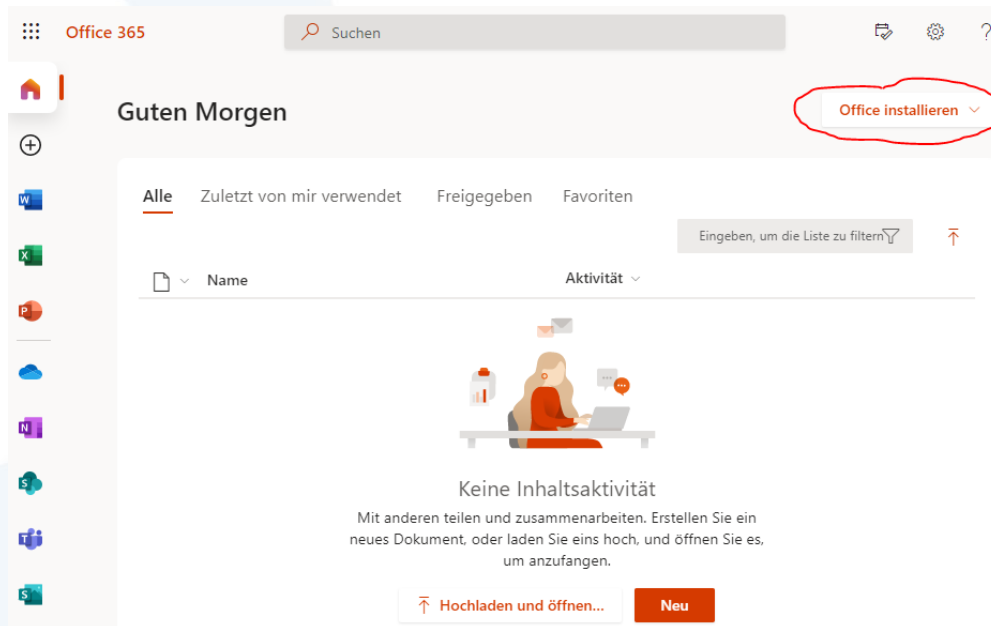 Office 365
Suchen
?
Guten Morgen
Office installieren
Alle Zuletzt von mir verwendet Freigegeben Favoriten
Eingeben, um die Liste zu filtern
Name Aktivität
W
X
P
N
S
T
S
Keine Inhaltsaktivität
Mit anderen teilen und zusammenarbeiten. Erstellen Sie ein
neues Dokument, oder laden Sie eins hoch, und öffnen Sie es,
um anzufangen.
Hochladen und öffnen... Neu